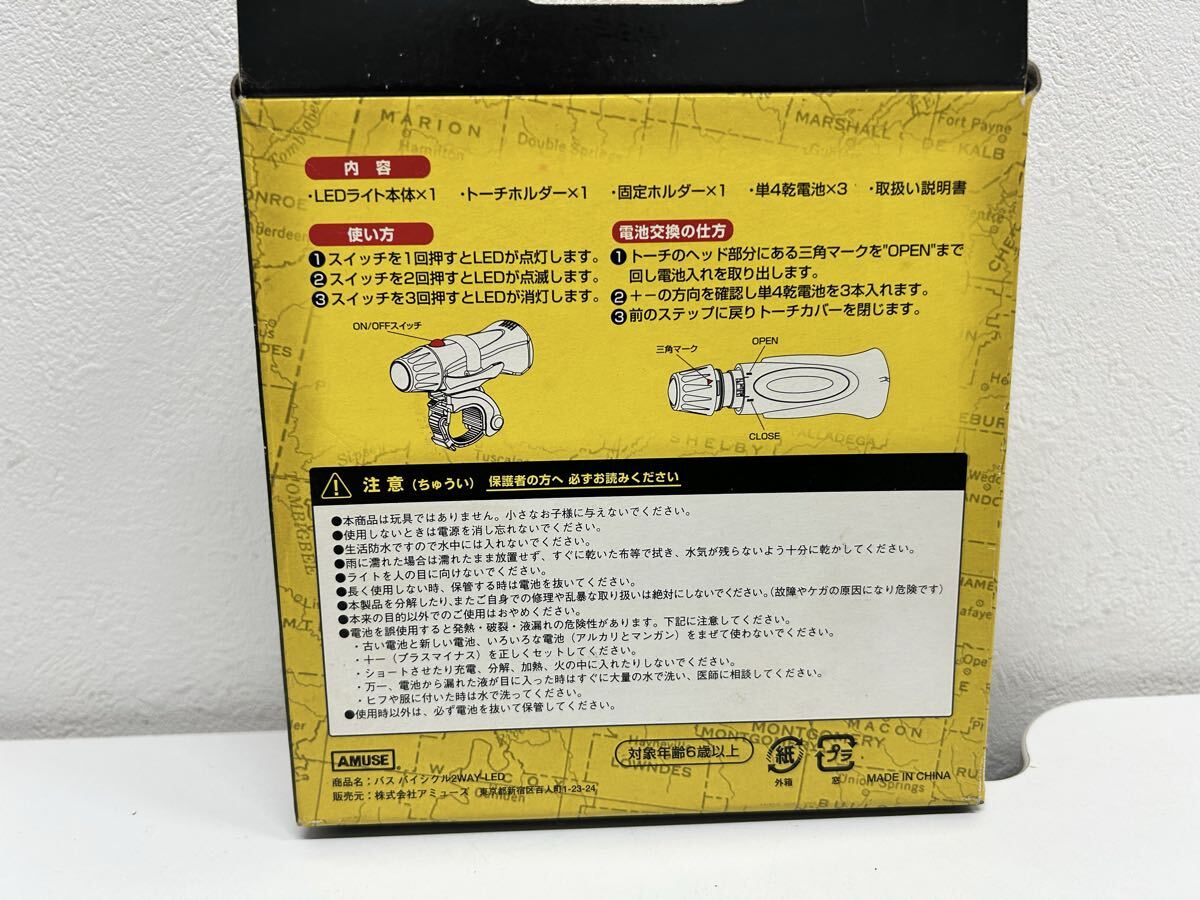 MARION
Hamilton
Double Springs
MARSHALL
Fort Payne
DE KALB
内容
・LEDライト本体×1 ・トーチホルダー×1 ・固定ホルダー×1 ・単4乾電池×3 ・取扱い説明書
使い方
❶スイッチを1回押すとLEDが点灯します。
❷スイッチを2回押すとLEDが点滅します。
❸スイッチを3回押すとLEDが消灯します。
電池交換の仕方
❶トーチのヘッド部分にある三角マークを"OPEN"まで
回し電池入れを取り出します。
❷＋−の方向を確認し単4乾電池を3本入れます。
❸前のステップに戻りトーチカバーを閉じます。
ON/OFFスイッチ
三角マーク
OPEN
CLOSE
SHELBY
TALLADEGA
TOMBIGBEE
注意（ちゅうい） 保護者の方へ 必ずお読みください
●本商品は玩具ではありません。小さなお子様に与えないでください。
●使用しないときは電源を消し忘れないでください。
●生活防水ですので水中には入れないでください。
●雨に濡れた場合は濡れたまま放置せず、すぐに乾いた布等で拭き、水気が残らないよう十分に乾かしてください。
●ライトを人の目に向けないでください。
●長く使用しない時、保管する時は電池を抜いてください。
●本製品を分解したり、またご自身での修理や乱暴な取り扱いは絶対にしないでください。（故障やケガの原因になり危険です）
●本来の目的以外でのご使用はおやめください。
●電池を誤使用すると発熱・破裂・液漏れの危険性があります。下記に注意してください。
・古い電池と新しい電池、いろいろな電池（アルカリとマンガン）をまぜて使わないでください。
・＋−（プラスマイナス）を正しくセットしてください。
・ショートさせたり充電、分解、加熱、火の中に入れたりしないでください。
・万一、電池から漏れた液が目に入った時はすぐに大量の水で洗い、医師に相談してください。
・ヒフや服に付いた時は水で洗ってください。
●使用時以外は、必ず電池を抜いて保管してください。
MONTGOMERY
MACON
LOWNDES
Union Springs
AMUSE
商品名：バス バイシクル2WAY-LED
販売元：株式会社アミューズ 東京都新宿区百人町1-23-24
対象年齢6歳以上
紙
外箱
プラ
窓
MADE IN CHINA